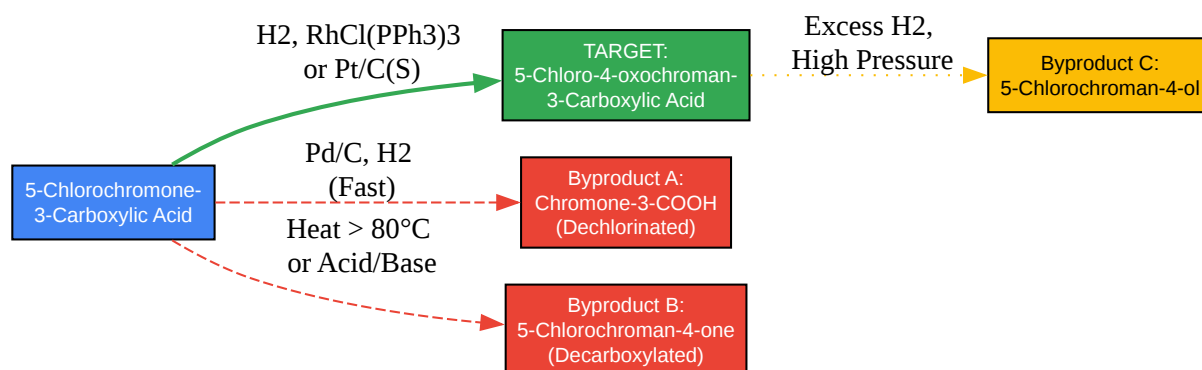 H2, RhCl(PPh3)3
or Pt/C(S)
TARGET:
5-Chloro-4-oxochroman-
3-Carboxylic Acid
Excess H2,
High Pressure
Byproduct C:
5-Chlorochroman-4-ol
5-Chlorochromone-
3-Carboxylic Acid
Pd/C, H2
(Fast)
Byproduct A:
Chromone-3-COOH
(Dechlorinated)
Heat > 80°C
or Acid/Base
Byproduct B:
5-Chlorochroman-4-one
(Decarboxylated)